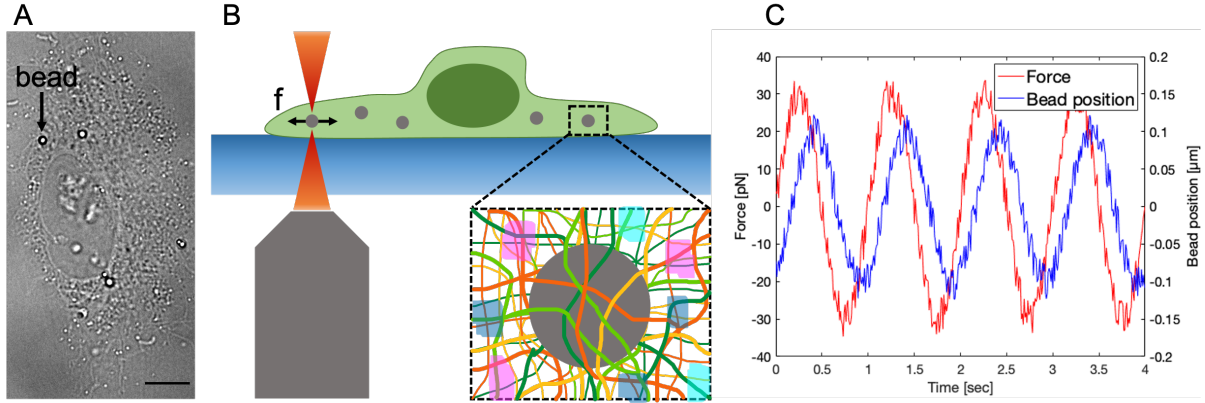 A
bead
B
f
C
Force
Bead position
Force [pN]
40
30
20
10
0
-10
-20
-30
-40
0.2
0.15
0.1
0.05
0
-0.05
-0.1
-0.15
-0.2
Bead position [μm]
0 0.5 1 1.5 2 2.5 3 3.5 4
Time [sec]